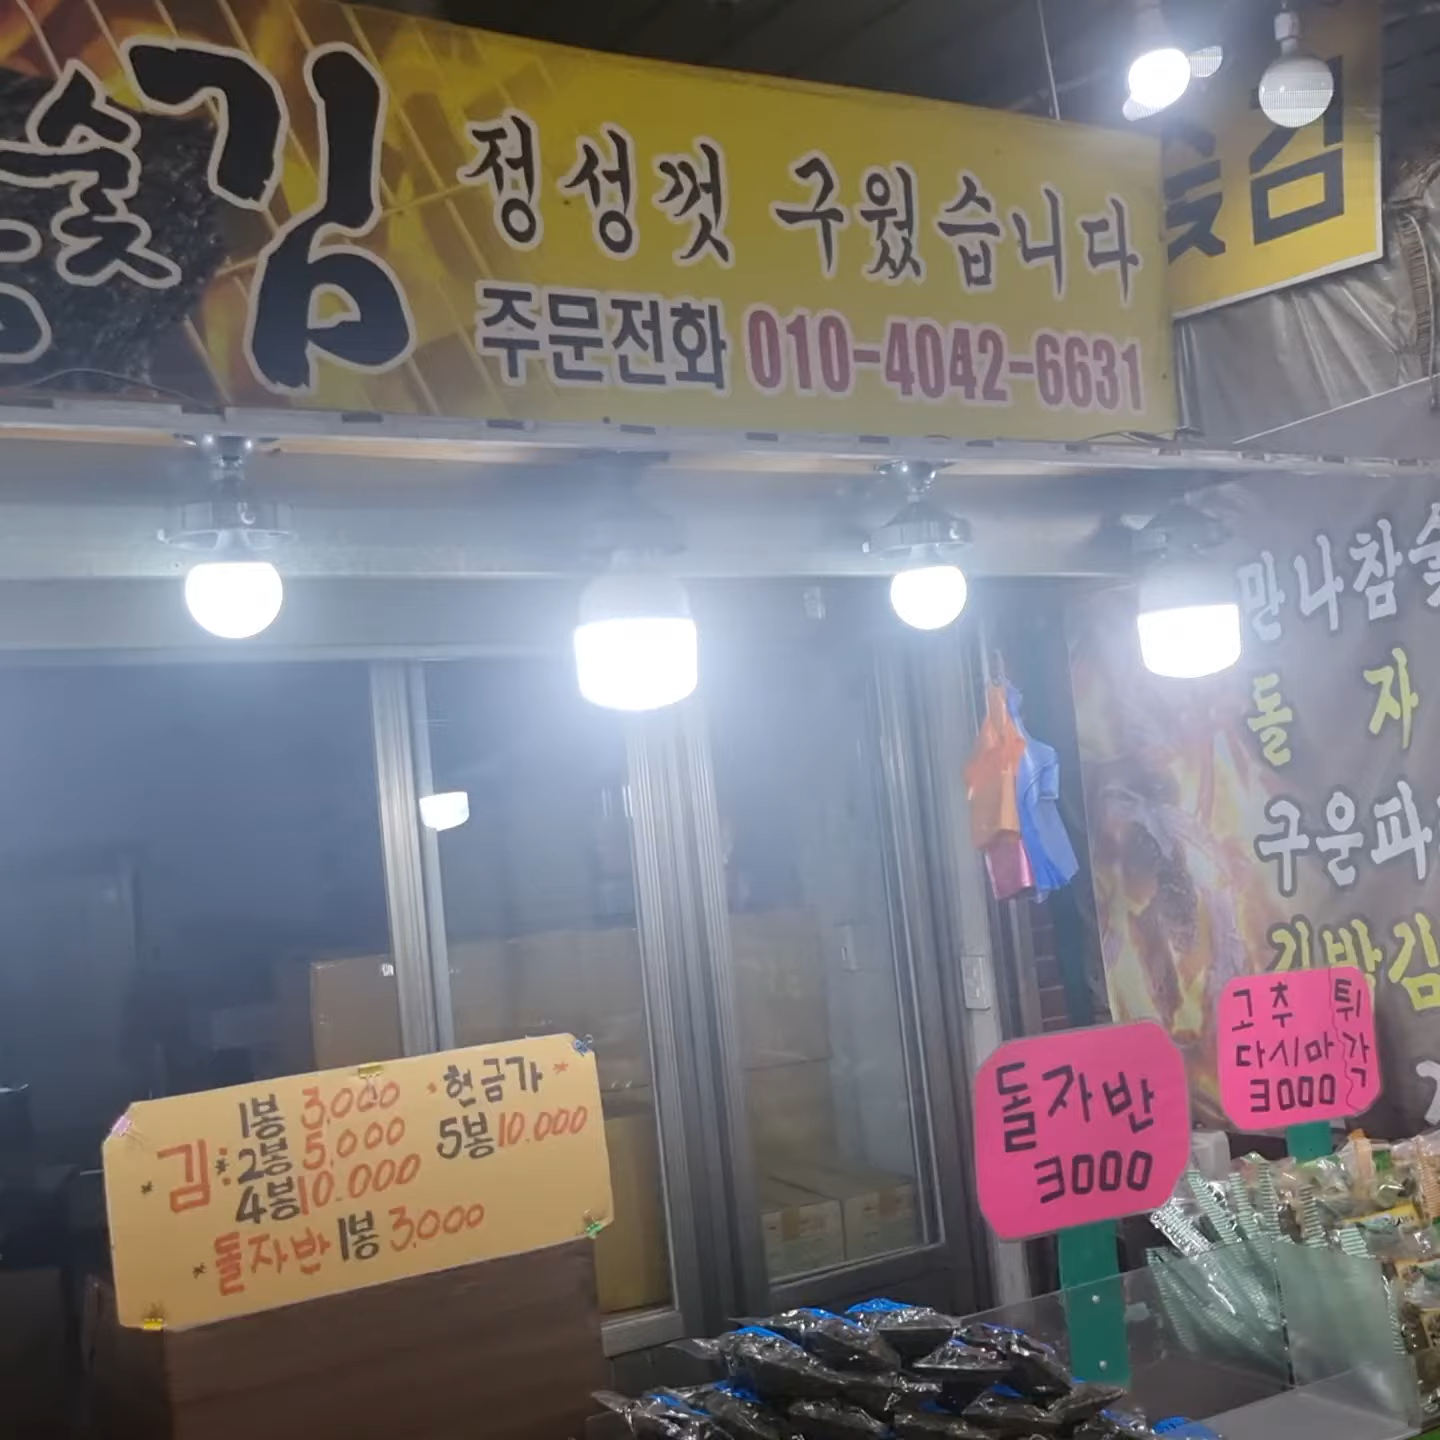 숯김
정성껏 구웠습니다
주문전화 010-4042-6631
숯김
만나참숯
돌자
구운파
김밥김
고추 튀
다시마 각
3000
돌자반
3000
1봉 3,000 *현금가*
김: 2봉 5,000 5봉 10.000
4봉 10.000
*돌자반 1봉 3,000